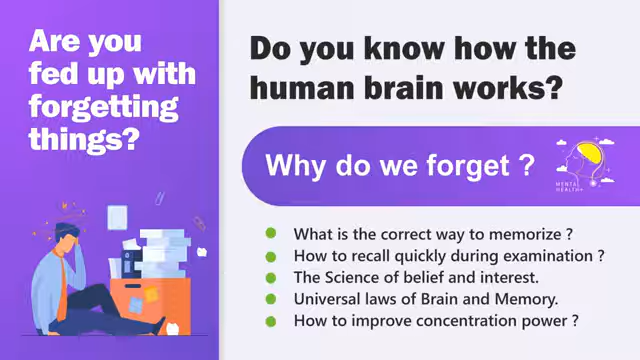 Are you
fed up with
forgetting
things?
Do you know how the
human brain works?
Why do we forget ?
MENTAL
HEALTH+
What is the correct way to memorize ?
How to recall quickly during examination ?
The Science of belief and interest.
Universal laws of Brain and Memory.
How to improve concentration power ?